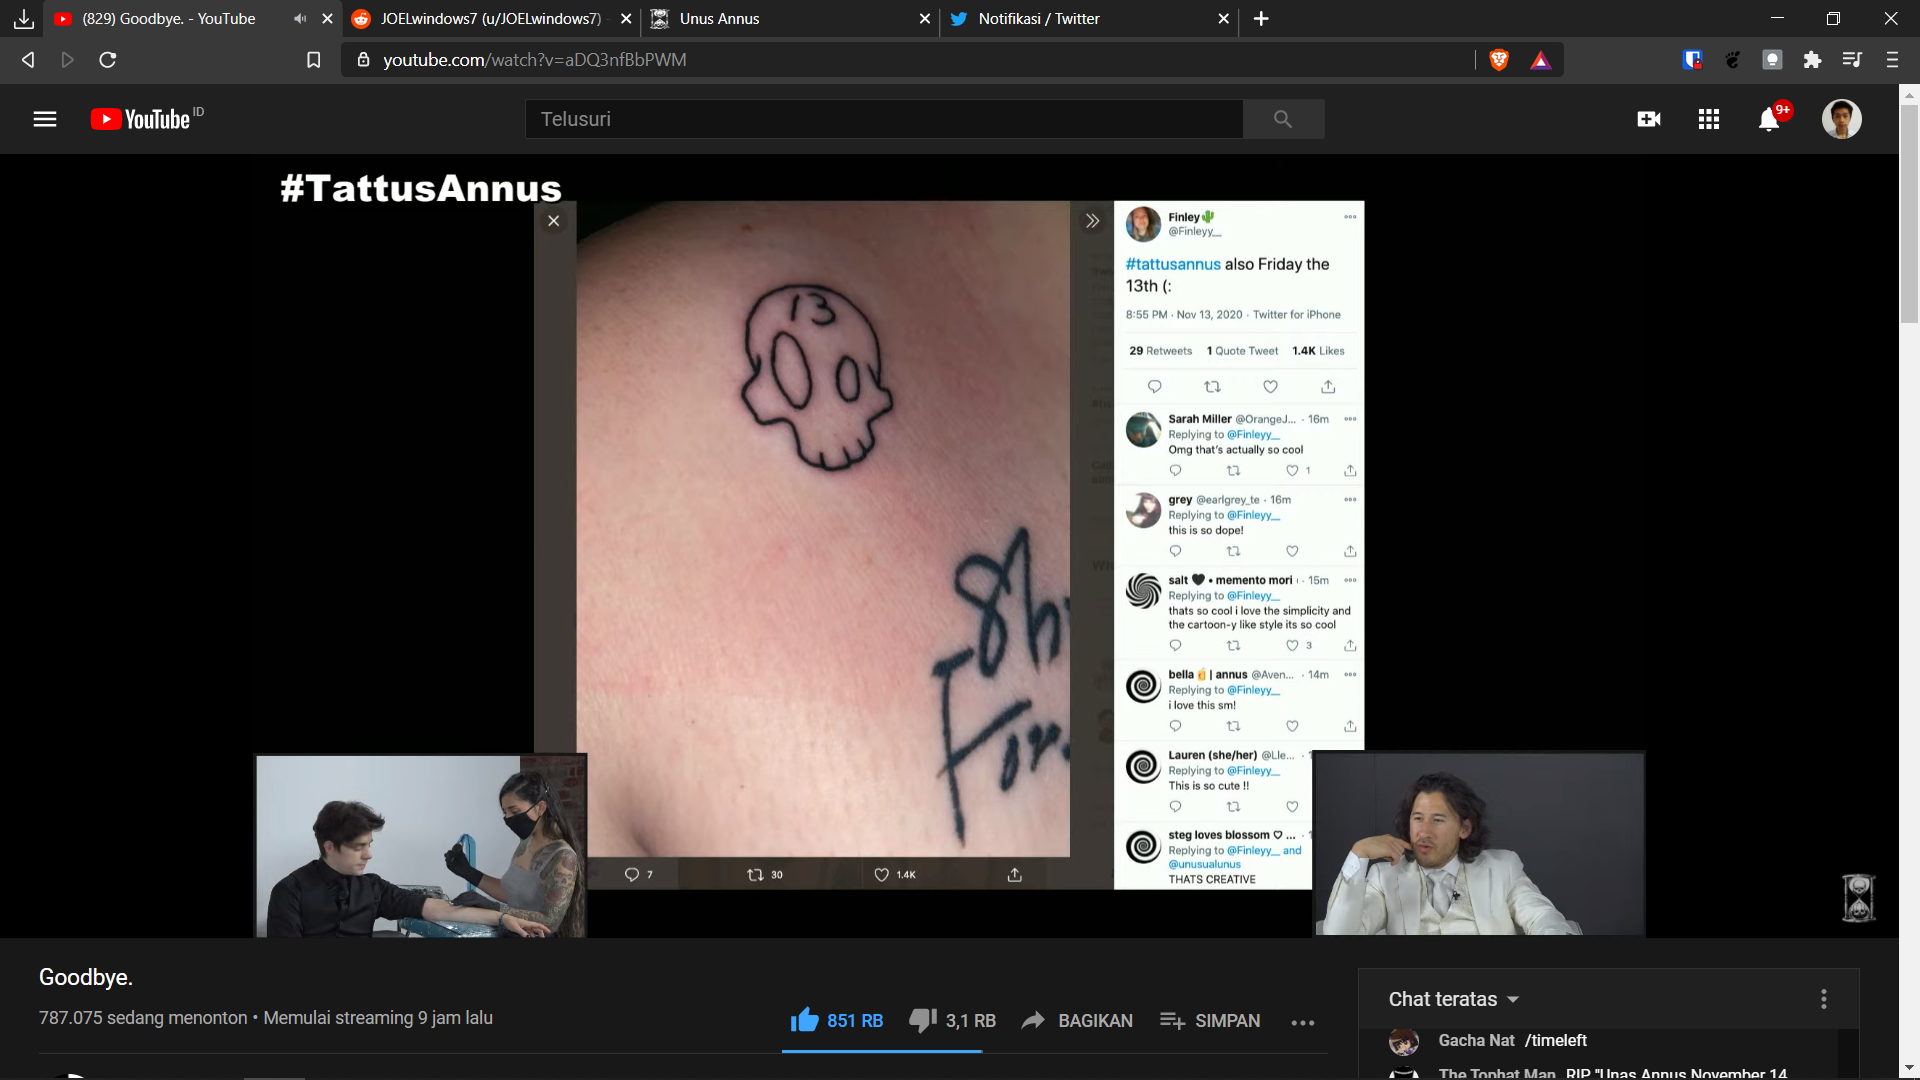 (829) Goodbye. - YouTube
JOELwindows7 (u/JOELwindows7)
Unus Annus
Notifikasi / Twitter
youtube.com/watch?v=aDQ3nfBbPWM
YouTube ID
Telusuri
9+
#TattusAnnus
13
Finley🌵
@Finleyy__
#tattusannus also Friday the
13th (:
8:55 PM · Nov 13, 2020 · Twitter for iPhone
29 Retweets 1 Quote Tweet 1.4K Likes
Sarah Miller @OrangeJ... · 16m
Replying to @Finleyy__
Omg that's actually so cool
1
grey @earlgrey_te · 16m
Replying to @Finleyy__
this is so dope!
salt 🖤 • memento mori · 15m
Replying to @Finleyy__
thats so cool i love the simplicity and
the cartoon-y like style its so cool
3
bella 🍺 | annus @Aven... · 14m
Replying to @Finleyy__
i love this sm!
Lauren (she/her) @Lle... ·
Replying to @Finleyy__
This is so cute !!
steg loves blossom ♡ ... ·
Replying to @Finleyy__ and
@unusualunus
THATS CREATIVE
7
30
1.4K
Goodbye.
787.075 sedang menonton • Memulai streaming 9 jam lalu
851 RB
3,1 RB
BAGIKAN
SIMPAN
Chat teratas
Gacha Nat /timeleft
The Tophat Man RIP "Unas Annus November 14